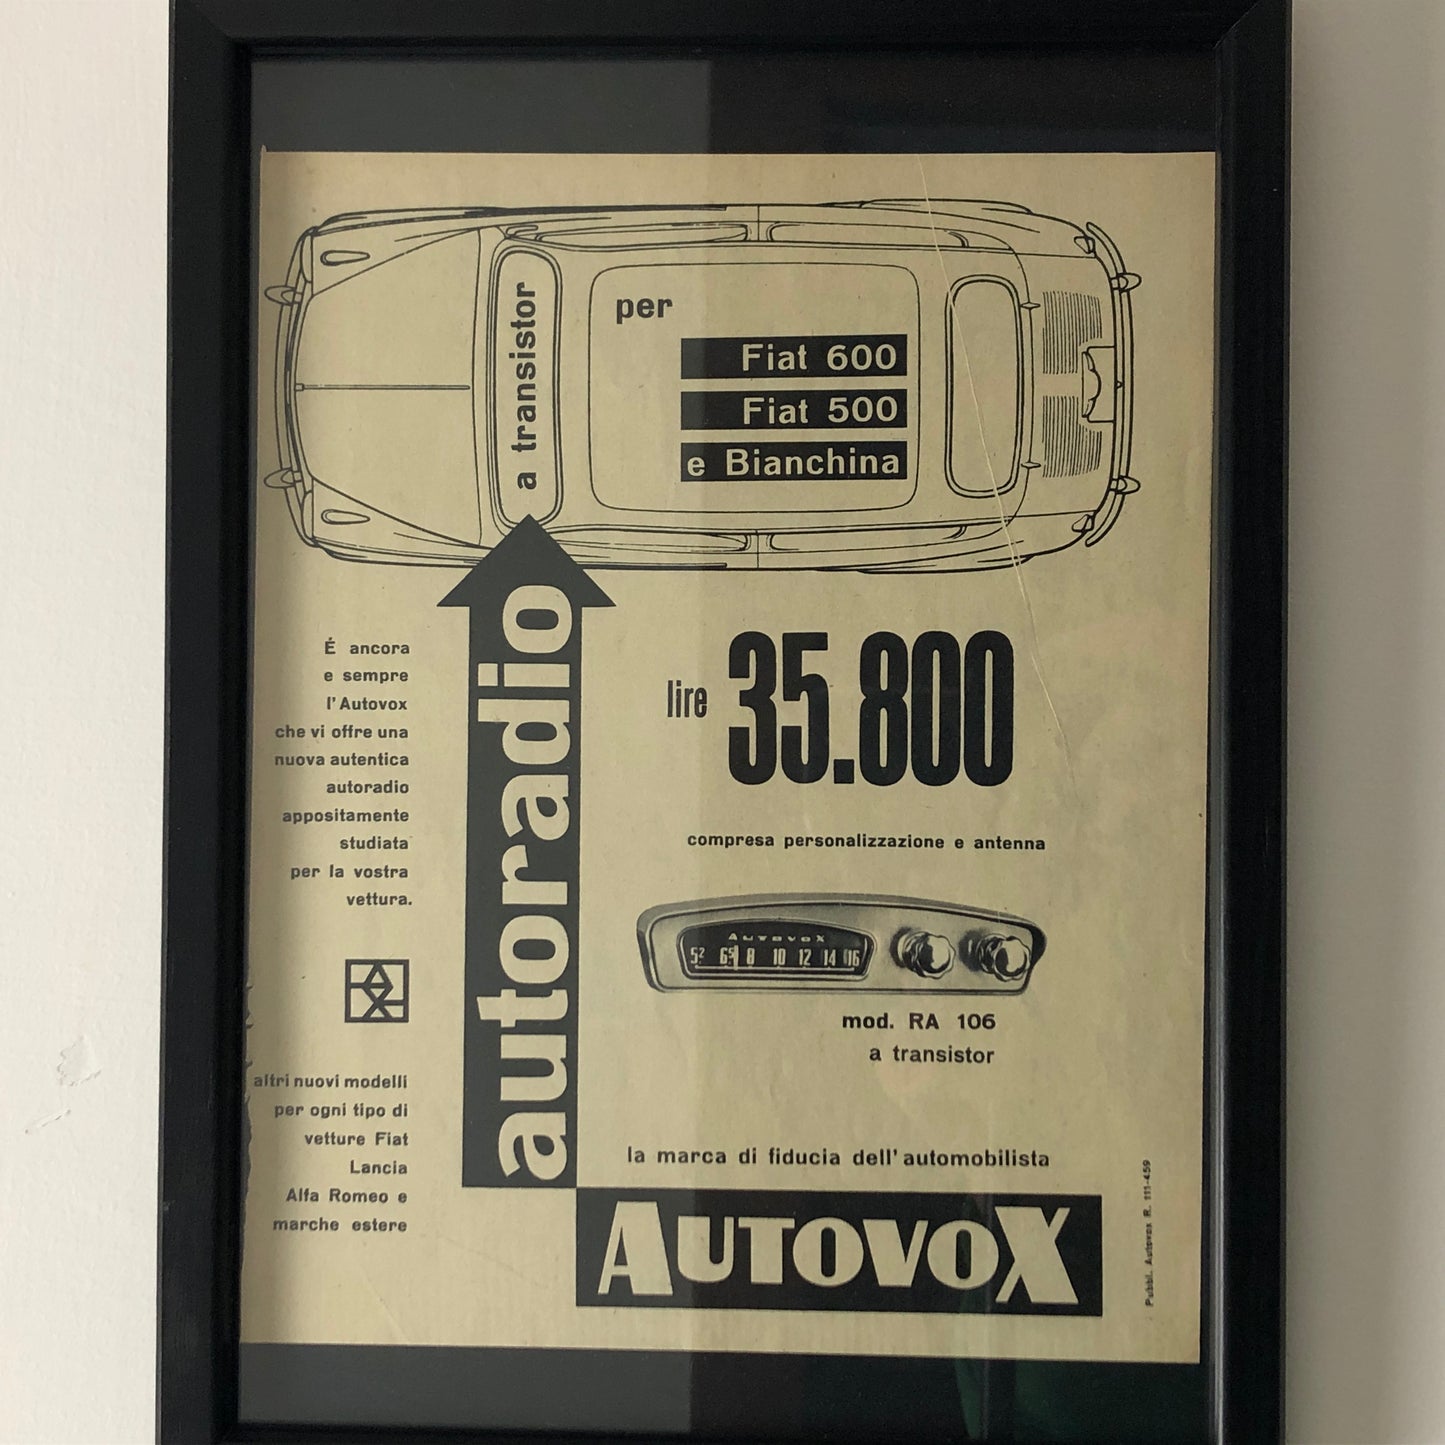 per
Fiat 600
Fiat 500
e Bianchina
a transistor
autoradio
É ancora
e sempre
l'Autovox
che vi offre una
nuova autentica
autoradio
appositamente
studiata
per la vostra
vettura.
altri nuovi modelli
per ogni tipo di
vetture Fiat
Lancia
Alfa Romeo e
marche estere
lire 35.800
compresa personalizzazione e antenna
AUTOVOX
5² 6⁵ 8 10 12 14 16
mod. RA 106
a transistor
la marca di fiducia dell'automobilista
AUTOVOX
Pubbl. Autovox R. 111-459